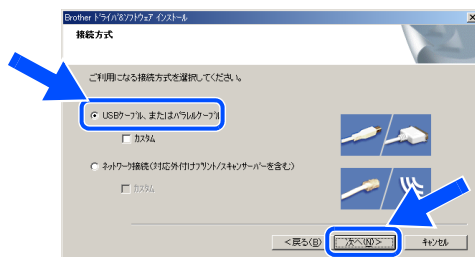 Brother ドライバ&ソフトウェア インストール
接続方式
ご利用になる接続方式を選択してください。
USBケーブル、またはパラレルケーブル
カスタム
ネットワーク接続(対応外付けプリント/スキャンサーバーを含む)
カスタム
<戻る(B) 次へ(N)> キャンセル